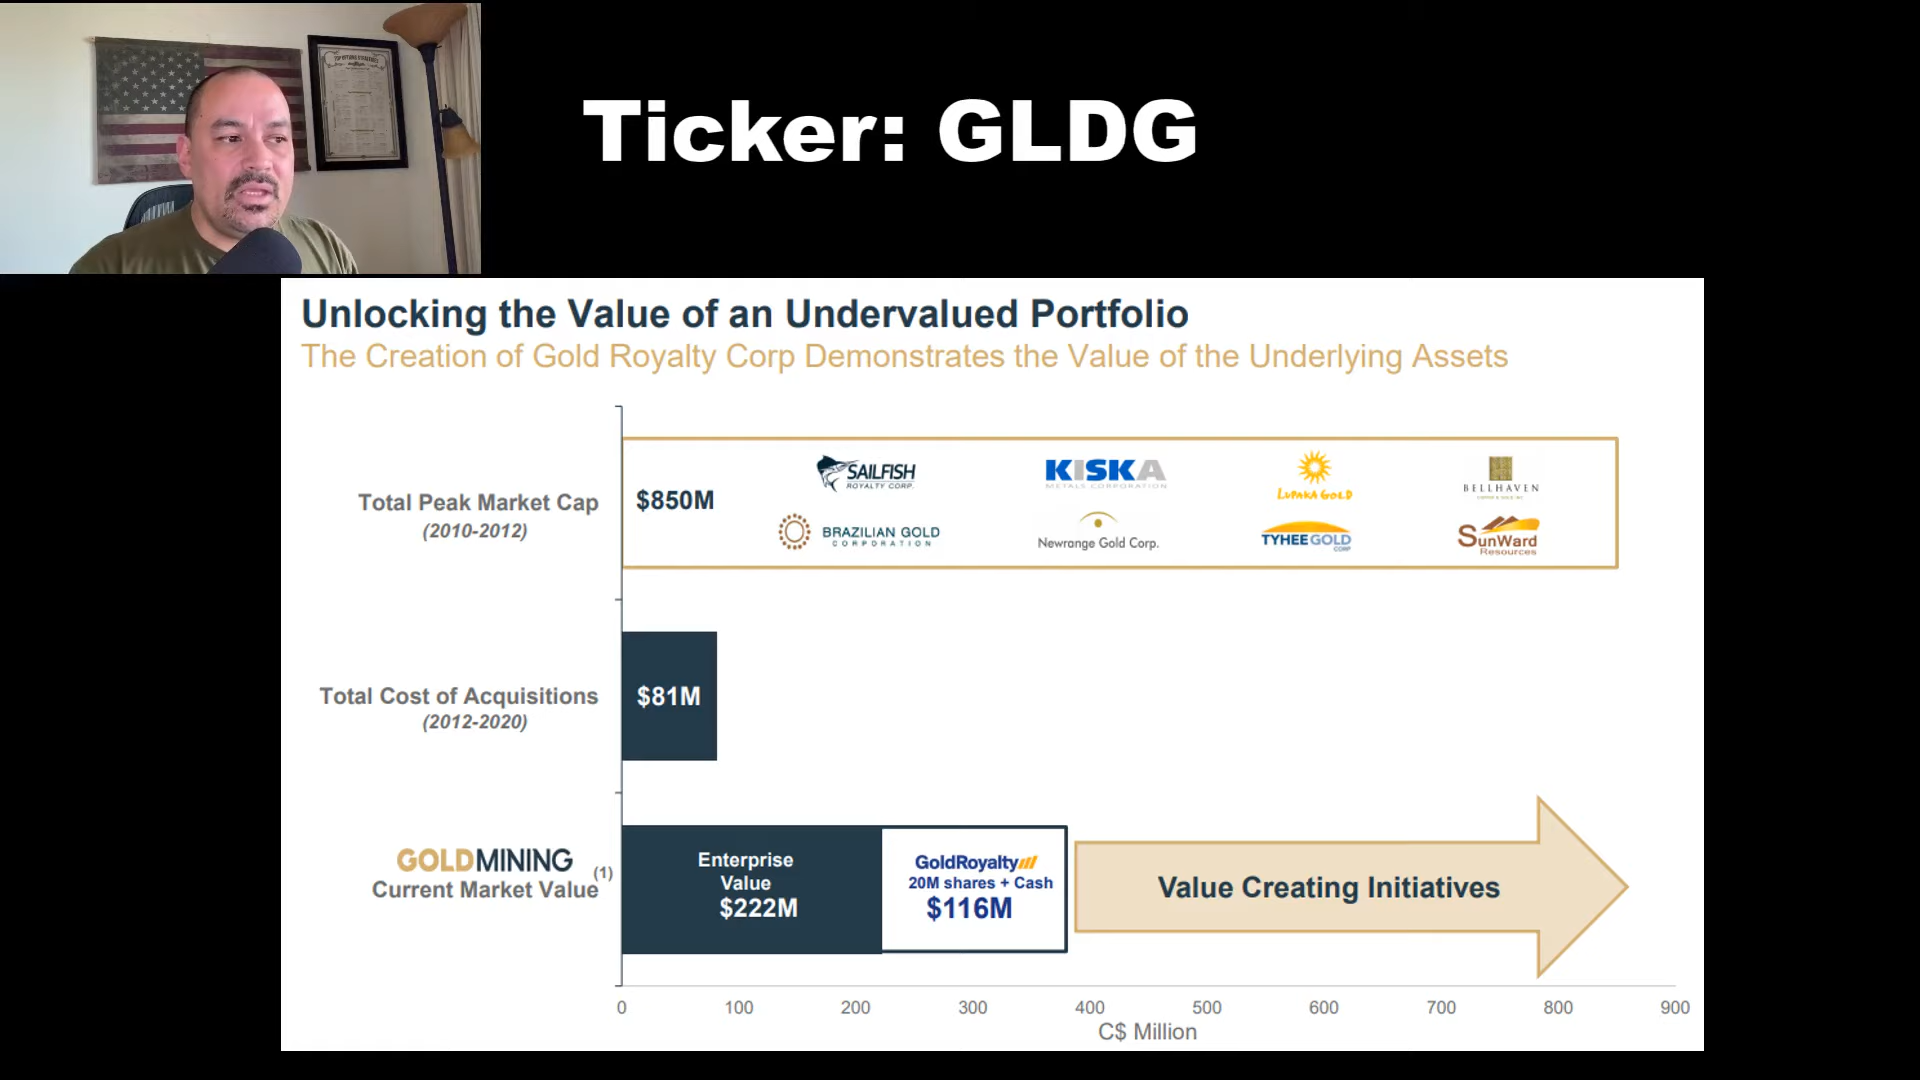 Ticker: GLDG
Unlocking the Value of an Undervalued Portfolio
The Creation of Gold Royalty Corp Demonstrates the Value of the Underlying Assets
Total Peak Market Cap
(2010-2012)
$850M
SAILFISH
ROYALTY CORP.
KISKA
METALS CORPORATION
LUPAKA GOLD
BELLHAVEN
BRAZILIAN GOLD
CORPORATION
Newrange Gold Corp.
TYHEE GOLD
CORP
SunWard
Resources
Total Cost of Acquisitions
(2012-2020)
$81M
GOLDMINING
Current Market Value
(1)
Enterprise
Value
$222M
GoldRoyalty
20M shares + Cash
$116M
Value Creating Initiatives
0 100 200 300 400 500 600 700 800 900
C$ Million